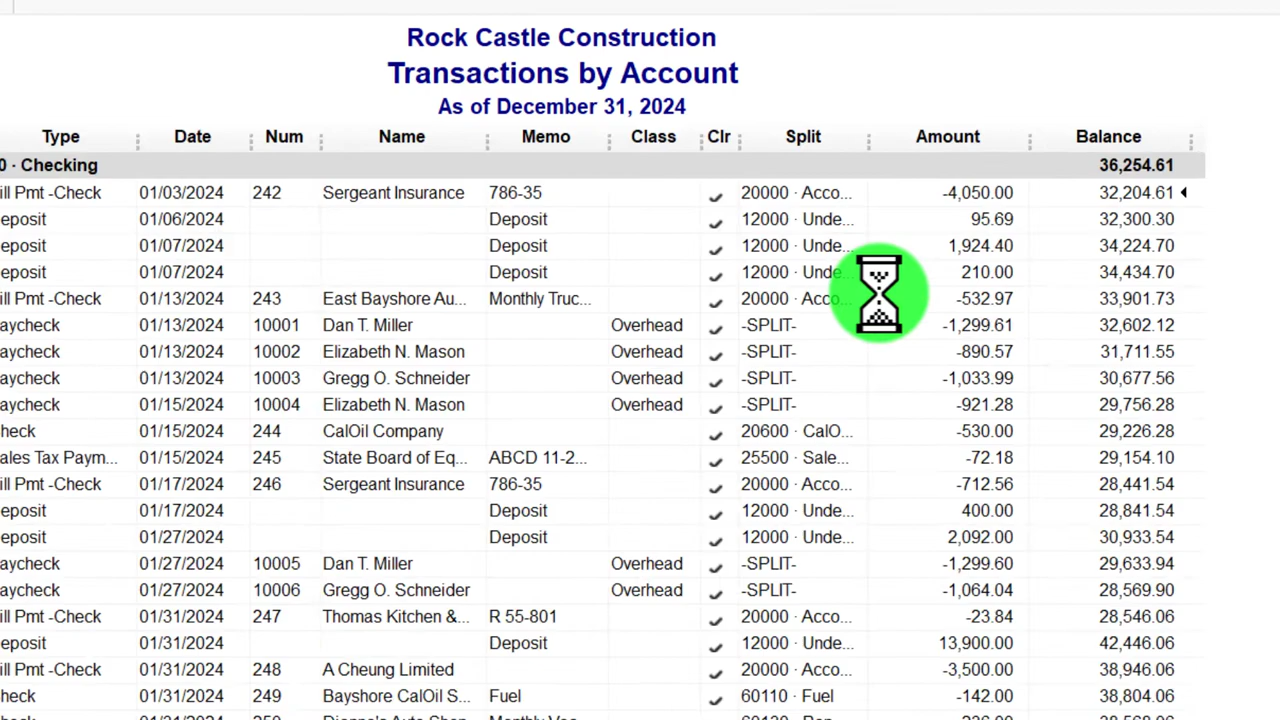 Rock Castle Construction
Transactions by Account
As of December 31, 2024
Type Date Num Name Memo Class Clr Split Amount Balance
0 · Checking 36,254.61
ill Pmt -Check 01/03/2024 242 Sergeant Insurance 786-35 20000 · Acco... -4,050.00 32,204.61
eposit 01/06/2024 Deposit 12000 · Unde... 95.69 32,300.30
eposit 01/07/2024 Deposit 12000 · Unde... 1,924.40 34,224.70
eposit 01/07/2024 Deposit 12000 · Unde... 210.00 34,434.70
ill Pmt -Check 01/13/2024 243 East Bayshore Au... Monthly Truc... 20000 · Acco... -532.97 33,901.73
aycheck 01/13/2024 10001 Dan T. Miller Overhead -SPLIT- -1,299.61 32,602.12
aycheck 01/13/2024 10002 Elizabeth N. Mason Overhead -SPLIT- -890.57 31,711.55
aycheck 01/13/2024 10003 Gregg O. Schneider Overhead -SPLIT- -1,033.99 30,677.56
aycheck 01/15/2024 10004 Elizabeth N. Mason Overhead -SPLIT- -921.28 29,756.28
heck 01/15/2024 244 CalOil Company 20600 · CalO... -530.00 29,226.28
ales Tax Paym... 01/15/2024 245 State Board of Eq... ABCD 11-2... 25500 · Sale... -72.18 29,154.10
ill Pmt -Check 01/17/2024 246 Sergeant Insurance 786-35 20000 · Acco... -712.56 28,441.54
eposit 01/17/2024 Deposit 12000 · Unde... 400.00 28,841.54
eposit 01/27/2024 Deposit 12000 · Unde... 2,092.00 30,933.54
aycheck 01/27/2024 10005 Dan T. Miller Overhead -SPLIT- -1,299.60 29,633.94
aycheck 01/27/2024 10006 Gregg O. Schneider Overhead -SPLIT- -1,064.04 28,569.90
ill Pmt -Check 01/31/2024 247 Thomas Kitchen &... R 55-801 20000 · Acco... -23.84 28,546.06
eposit 01/31/2024 Deposit 12000 · Unde... 13,900.00 42,446.06
ill Pmt -Check 01/31/2024 248 A Cheung Limited 20000 · Acco... -3,500.00 38,946.06
heck 01/31/2024 249 Bayshore CalOil S... Memo Fuel 60110 · Fuel -142.00 38,804.06